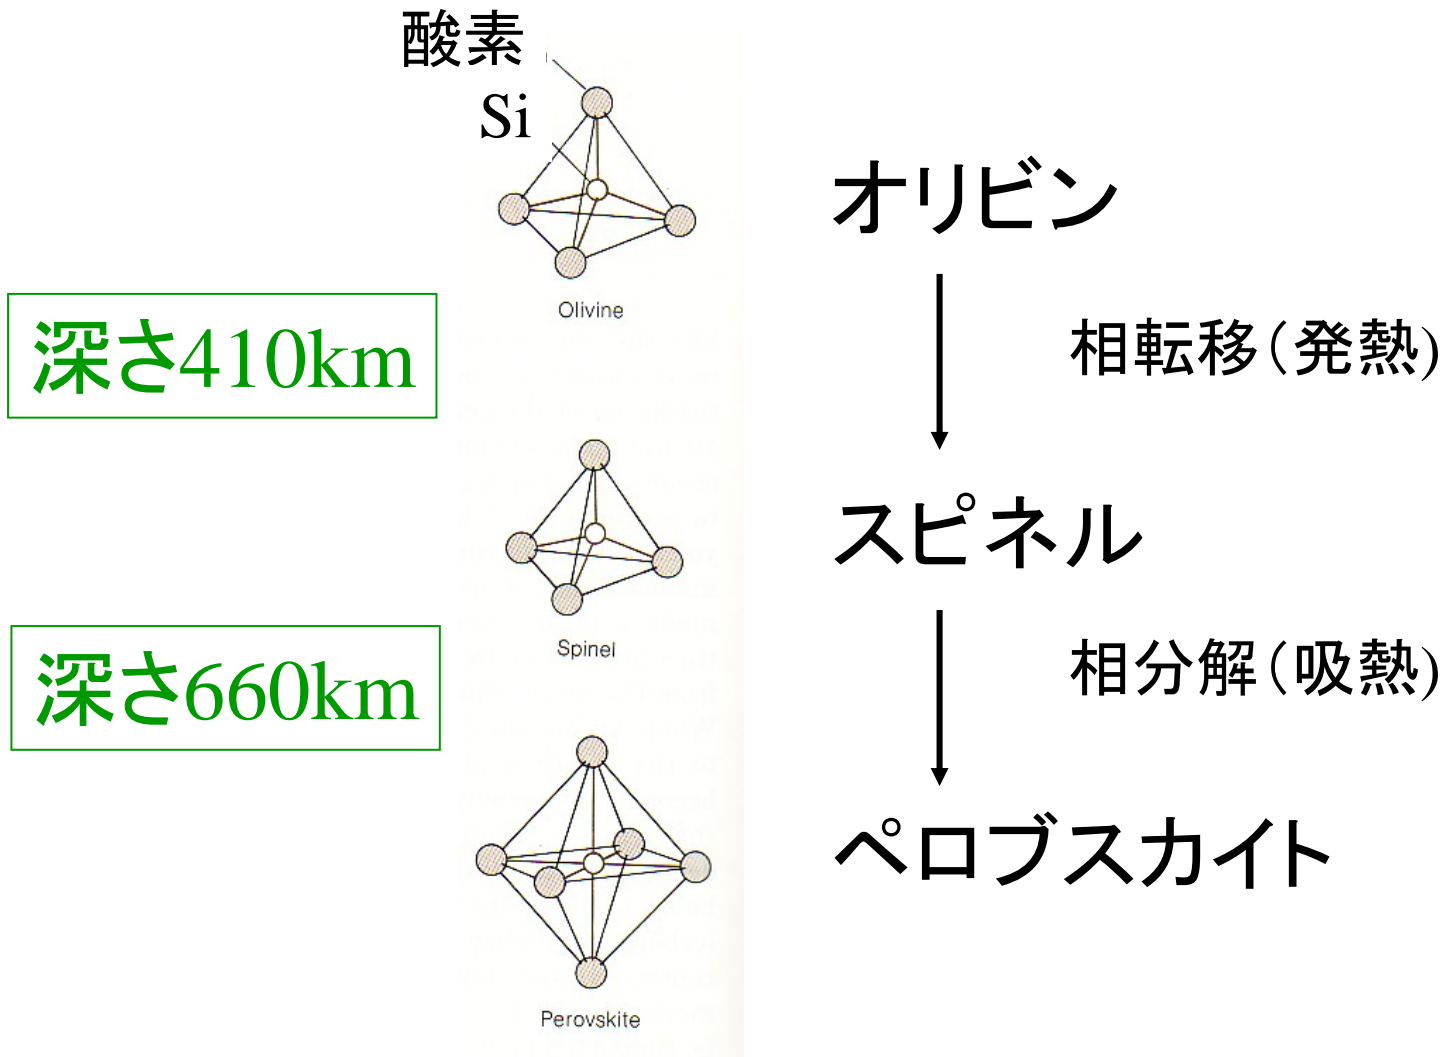 酸素
Si
オリビン
Olivine
深さ410km
相転移(発熱)
スピネル
Spinel
深さ660km
相分解(吸熱)
ペロブスカイト
Perovskite